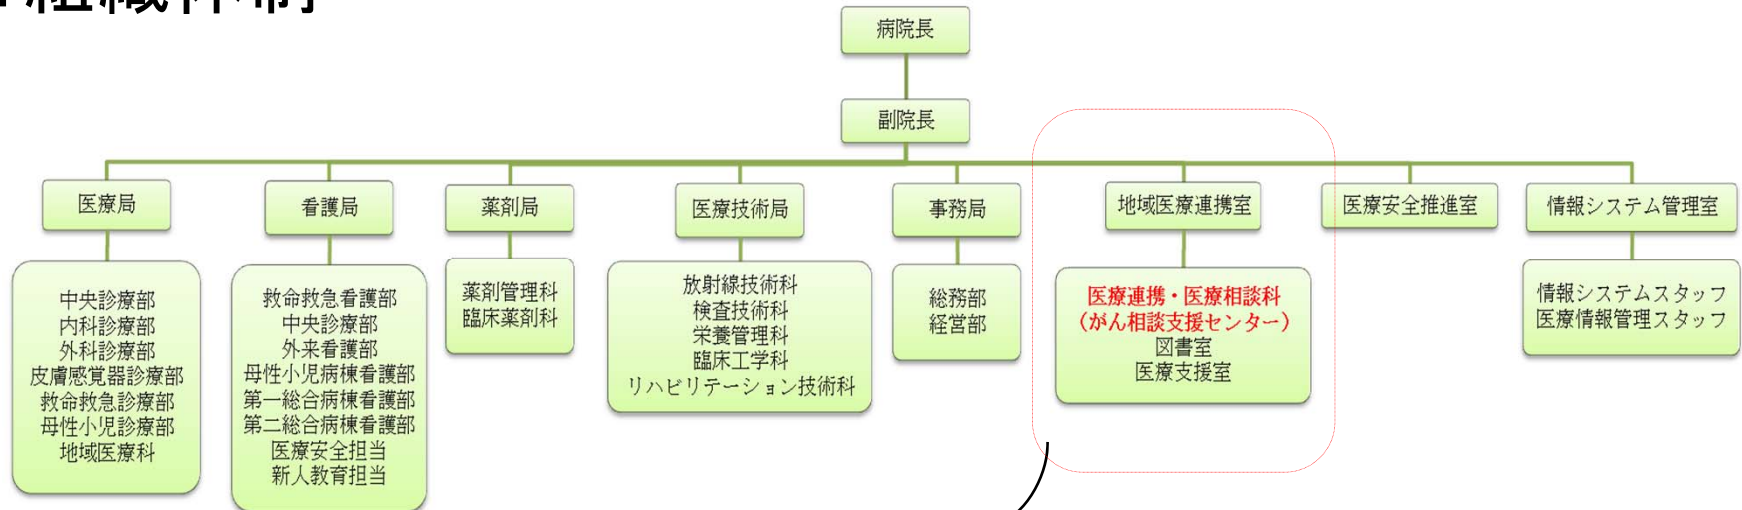 組織体制
病院長
副院長
医療局
看護局
薬剤局
医療技術局
事務局
地域医療連携室
医療安全推進室
情報システム管理室
中央診療部
内科診療部
外科診療部
皮膚感覚器診療部
救命救急診療部
母性小児診療部
地域医療科
救命救急看護部
中央診療部
外来看護部
母性小児病棟看護部
第一総合病棟看護部
第二総合病棟看護部
医療安全担当
新人教育担当
薬剤管理科
臨床薬剤科
放射線技術科
検査技術科
栄養管理科
臨床工学科
リハビリテーション技術科
総務部
経営部
医療連携・医療相談科
（がん相談支援センター）
図書室
医療支援室
情報システムスタッフ
医療情報管理スタッフ